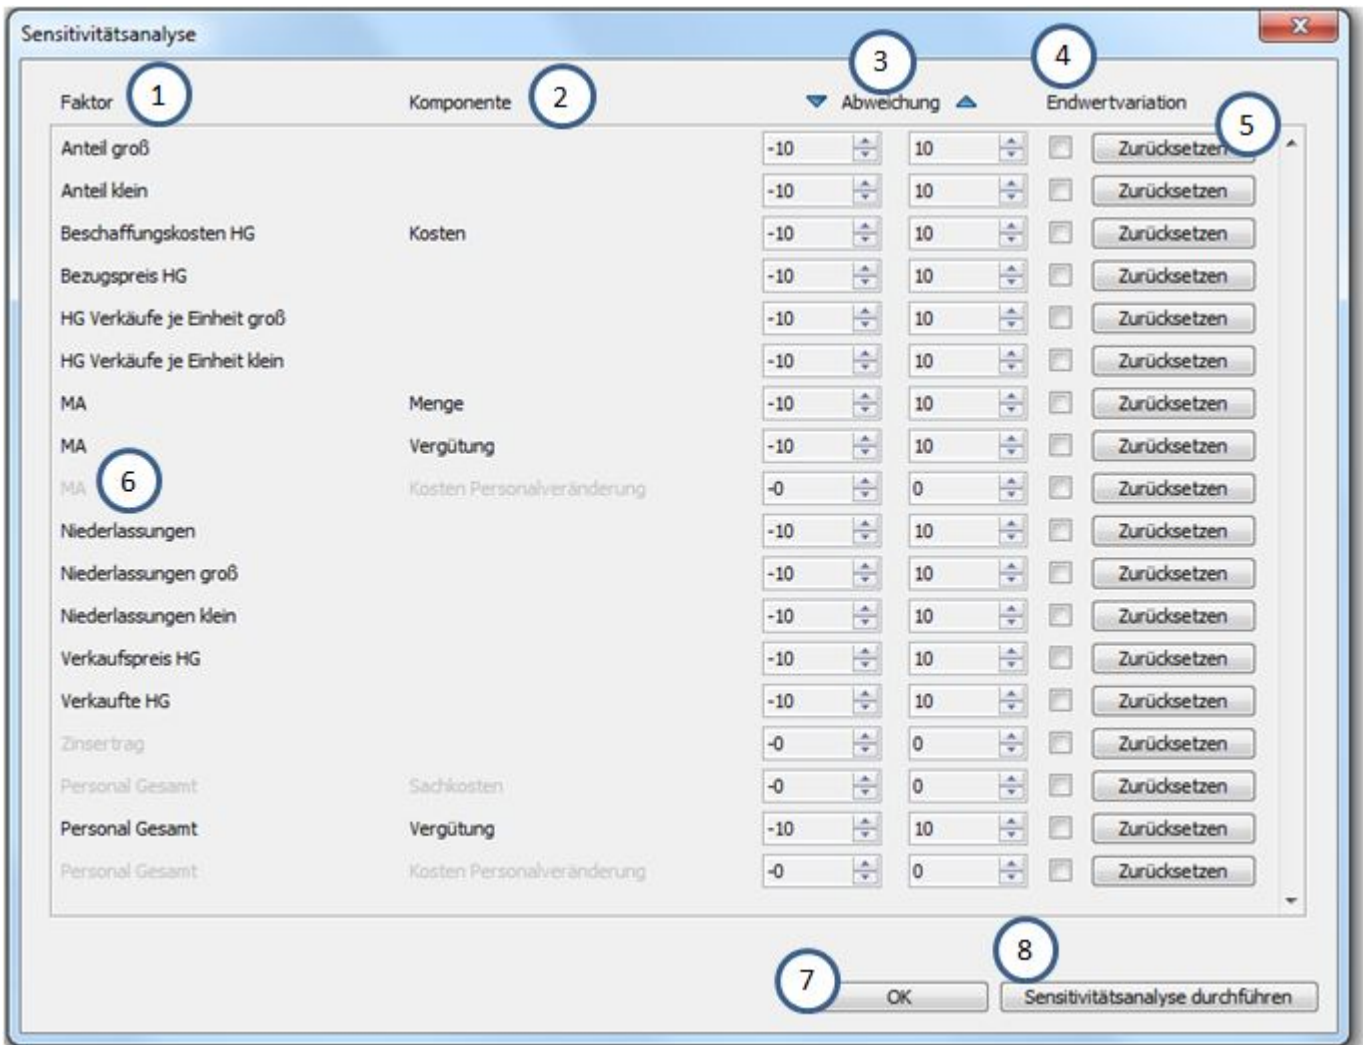 Sensitivitätsanalyse
Faktor 1 Komponente 2 Abweichung 3 Endwertvariation 4
5
Anteil groß -10 10 Zurücksetzen
Anteil klein -10 10 Zurücksetzen
Beschaffungskosten HG Kosten -10 10 Zurücksetzen
Bezugspreis HG -10 10 Zurücksetzen
HG Verkäufe je Einheit groß -10 10 Zurücksetzen
HG Verkäufe je Einheit klein -10 10 Zurücksetzen
MA Menge -10 10 Zurücksetzen
MA Vergütung -10 10 Zurücksetzen
MA 6 Kosten Personalveränderung -0 0 Zurücksetzen
Niederlassungen -10 10 Zurücksetzen
Niederlassungen groß -10 10 Zurücksetzen
Niederlassungen klein -10 10 Zurücksetzen
Verkaufspreis HG -10 10 Zurücksetzen
Verkaufte HG -10 10 Zurücksetzen
Zinsertrag -0 0 Zurücksetzen
Personal Gesamt Sachkosten -0 0 Zurücksetzen
Personal Gesamt Vergütung -10 10 Zurücksetzen
Personal Gesamt Kosten Personalveränderung -0 0 Zurücksetzen
7 OK 8 Sensitivitätsanalyse durchführen